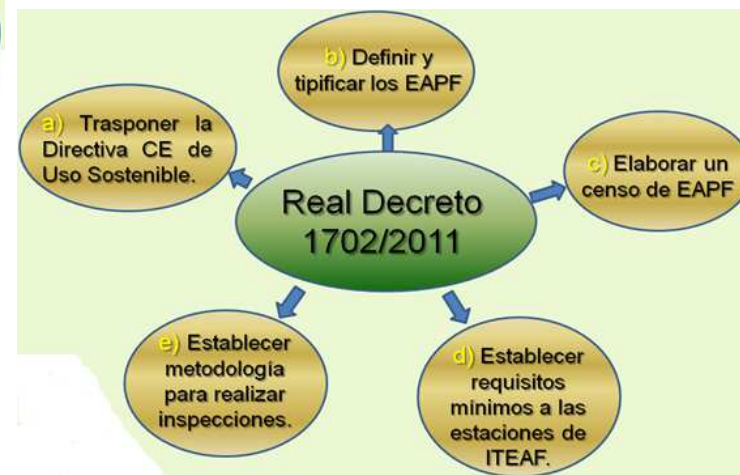 Real Decreto
1702/2011
a) Trasponer la
Directiva CE de
Uso Sostenible.
b) Definir y
tipificar los EAPF
c) Elaborar un
censo de EAPF
d) Establecer
requisitos
mínimos a las
estaciones de
ITEAF.
e) Establecer
metodología
para realizar
inspecciones.